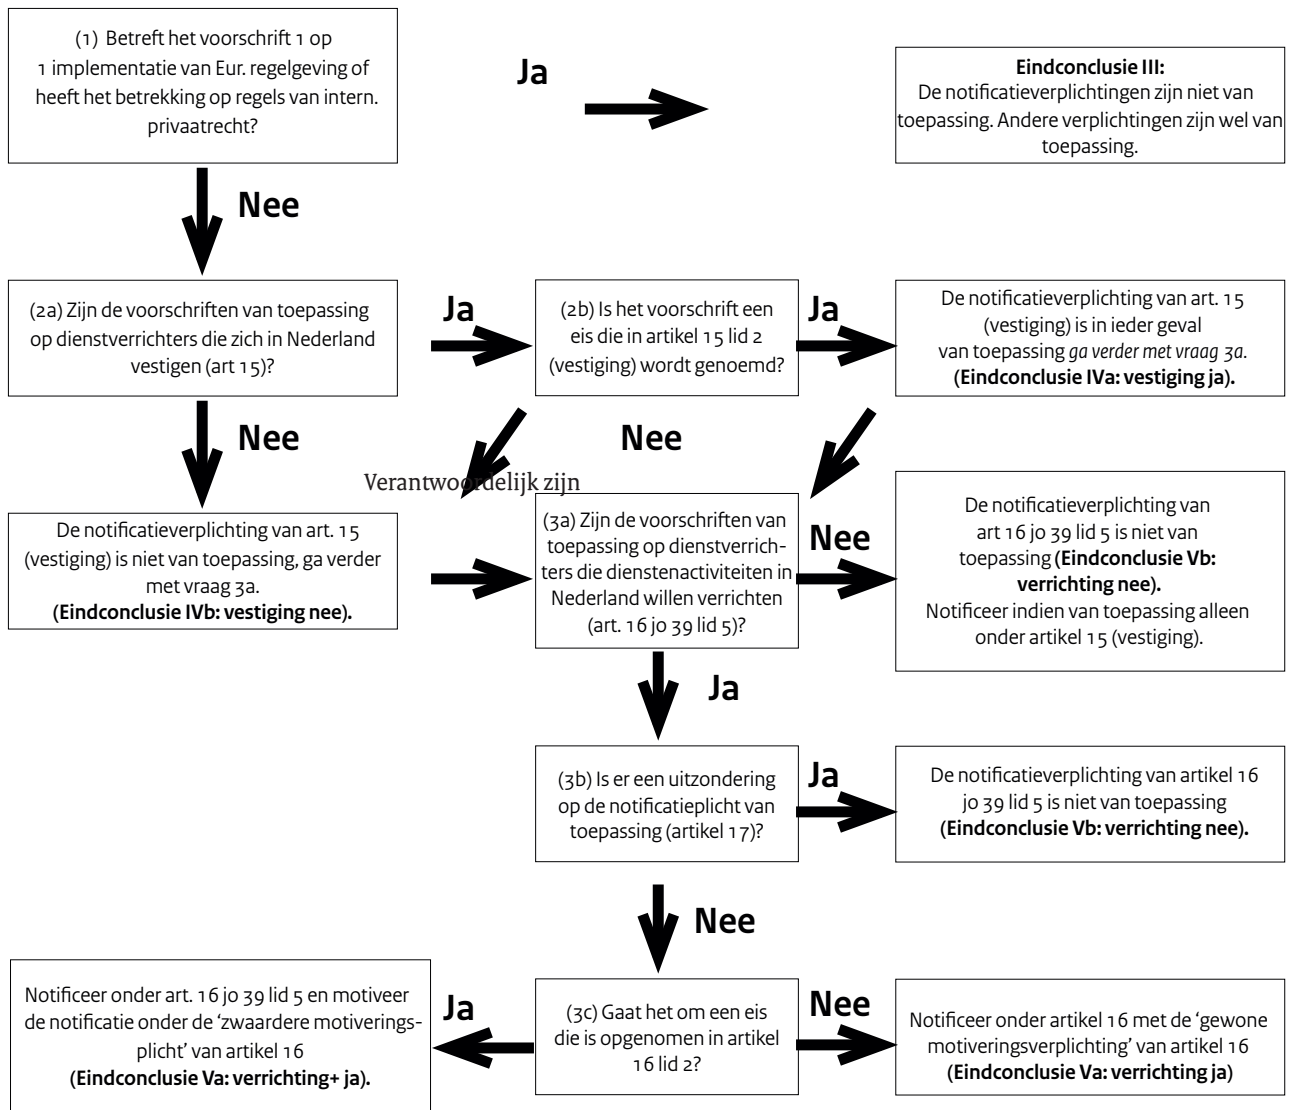 (1) Betreft het voorschrift 1 op
1 implementatie van Eur. regelgeving of
heeft het betrekking op regels van intern.
privaatrecht?
Ja
Eindconclusie III:
De notificatieverplichtingen zijn niet van
toepassing. Andere verplichtingen zijn wel van
toepassing.
Nee
(2a) Zijn de voorschriften van toepassing
op dienstverrichters die zich in Nederland
vestigen (art 15)?
Ja
(2b) Is het voorschrift een
eis die in artikel 15 lid 2
(vestiging) wordt genoemd?
Ja
De notificatieverplichting van art. 15
(vestiging) is in ieder geval
van toepassing ga verder met vraag 3a.
(Eindconclusie IVa: vestiging ja).
Nee
Nee
Verantwoordelijk zijn
De notificatieverplichting van art. 15
(vestiging) is niet van toepassing, ga verder
met vraag 3a.
(Eindconclusie IVb: vestiging nee).
(3a) Zijn de voorschriften van
toepassing op dienstverrich-
ters die dienstenactiviteiten in
Nederland willen verrichten
(art. 16 jo 39 lid 5)?
Nee
De notificatieverplichting van
art 16 jo 39 lid 5 is niet van
toepassing (Eindconclusie Vb:
verrichting nee).
Notificeer indien van toepassing alleen
onder artikel 15 (vestiging).
Ja
(3b) Is er een uitzondering
op de notificatieplicht van
toepassing (artikel 17)?
Ja
De notificatieverplichting van artikel 16
jo 39 lid 5 is niet van toepassing
(Eindconclusie Vb: verrichting nee).
Nee
Notificeer onder art. 16 jo 39 lid 5 en motiveer
de notificatie onder de ‘zwaardere motiverings-
plicht’ van artikel 16
(Eindconclusie Va: verrichting+ ja).
Ja
(3c) Gaat het om een eis
die is opgenomen in artikel
16 lid 2?
Nee
Notificeer onder artikel 16 met de ‘gewone
motiveringsverplichting’ van artikel 16
(Eindconclusie Va: verrichting ja)